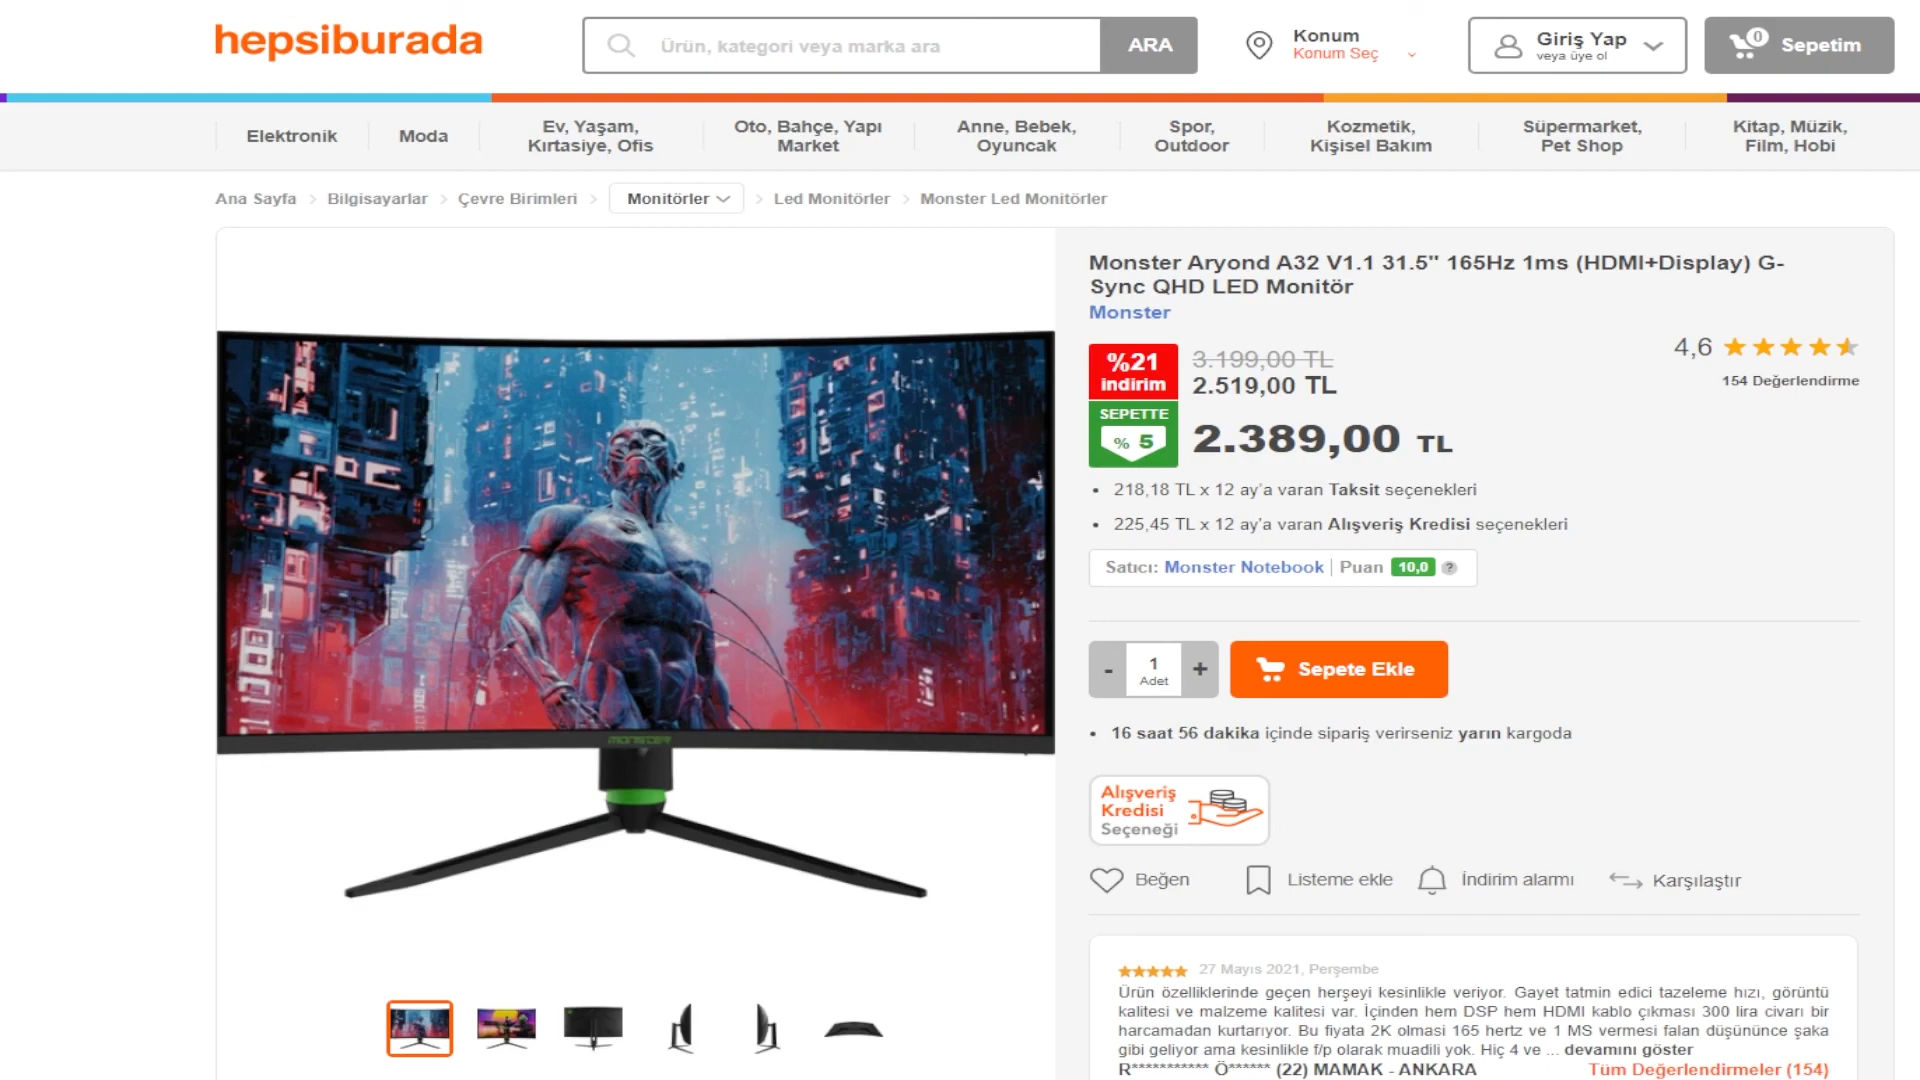 hepsiburada
Ürün, kategori veya marka ara
ARA
Konum
Konum Seç
Giriş Yap
veya üye ol
0
Sepetim
Elektronik
Moda
Ev, Yaşam,
Kırtasiye, Ofis
Oto, Bahçe, Yapı
Market
Anne, Bebek,
Oyuncak
Spor,
Outdoor
Kozmetik,
Kişisel Bakım
Süpermarket,
Pet Shop
Kitap, Müzik,
Film, Hobi
Ana Sayfa > Bilgisayarlar > Çevre Birimleri > Monitörler > Led Monitörler > Monster Led Monitörler
Monster Aryond A32 V1.1 31.5" 165Hz 1ms (HDMI+Display) G-
Sync QHD LED Monitör
Monster
4,6
154 Değerlendirme
%21
indirim
3.199,00 TL
2.519,00 TL
SEPETTE
% 5
2.389,00 TL
• 218,18 TL x 12 ay'a varan Taksit seçenekleri
• 225,45 TL x 12 ay'a varan Alışveriş Kredisi seçenekleri
Satıcı: Monster Notebook | Puan 10,0 ?
- 1 +
Adet
Sepete Ekle
• 16 saat 56 dakika içinde sipariş verirseniz yarın kargoda
MONSTER
Alışveriş
Kredisi
Seçeneği
Beğen
Listeme ekle
İndirim alarmı
Karşılaştır
27 Mayıs 2021, Perşembe
Ürün özelliklerinde geçen herşeyi kesinlikle veriyor. Gayet tatmin edici tazeleme hızı, görüntü
kalitesi ve malzeme kalitesi var. İçinden hem DSP hem HDMI kablo çıkması 300 lira civarı bir
harcamadan kurtarıyor. Bu fiyata 2K olmasi 165 hertz ve 1 MS vermesi falan düşününce şaka
gibi geliyor ama kesinlikle f/p olarak muadili yok. Hiç 4 ve ... devamını göster
R*********** Ö****** (22) MAMAK - ANKARA
Tüm Değerlendirmeler (154)